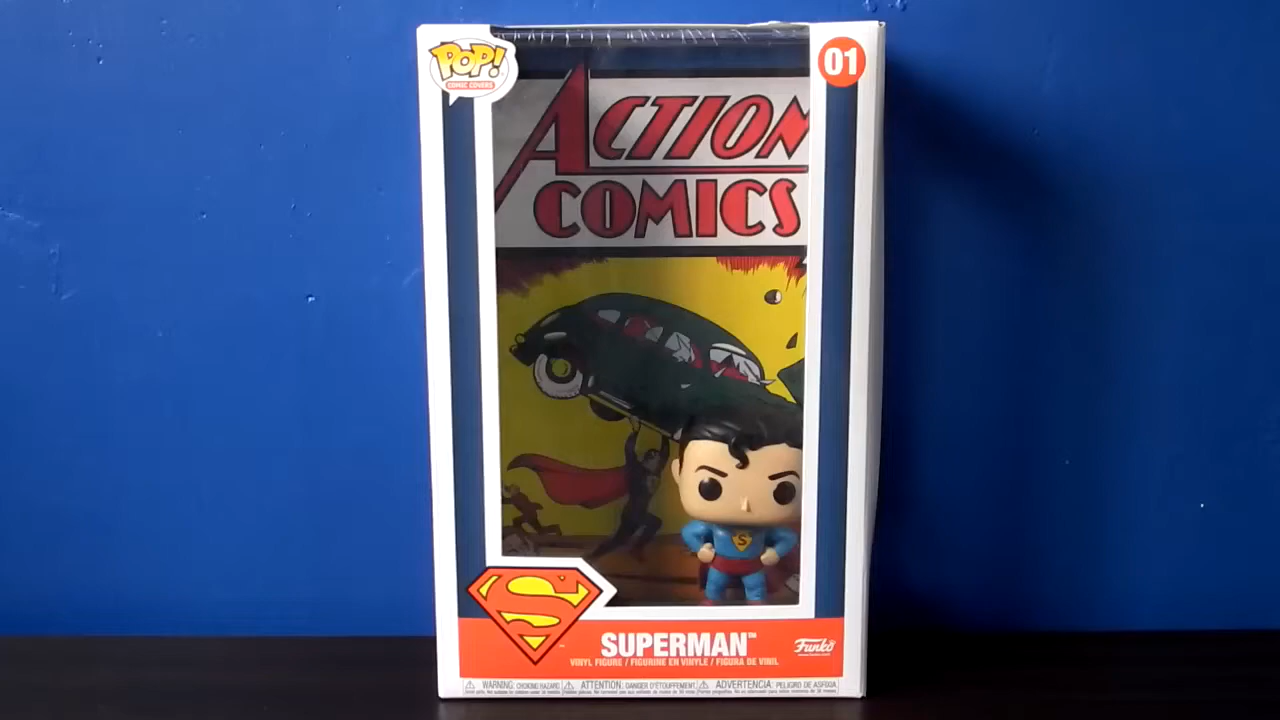 POP!
COMIC COVERS
01
ACTION
COMICS
S
S
SUPERMAN™
VINYL FIGURE / FIGURINE EN VINYLE / FIGURA DE VINIL
Funko
WARNING: CHOKING HAZARD ATTENTION: DANGER D'ÉTOUFFEMENT ADVERTENCIA: PELIGRO DE ASFIXIA